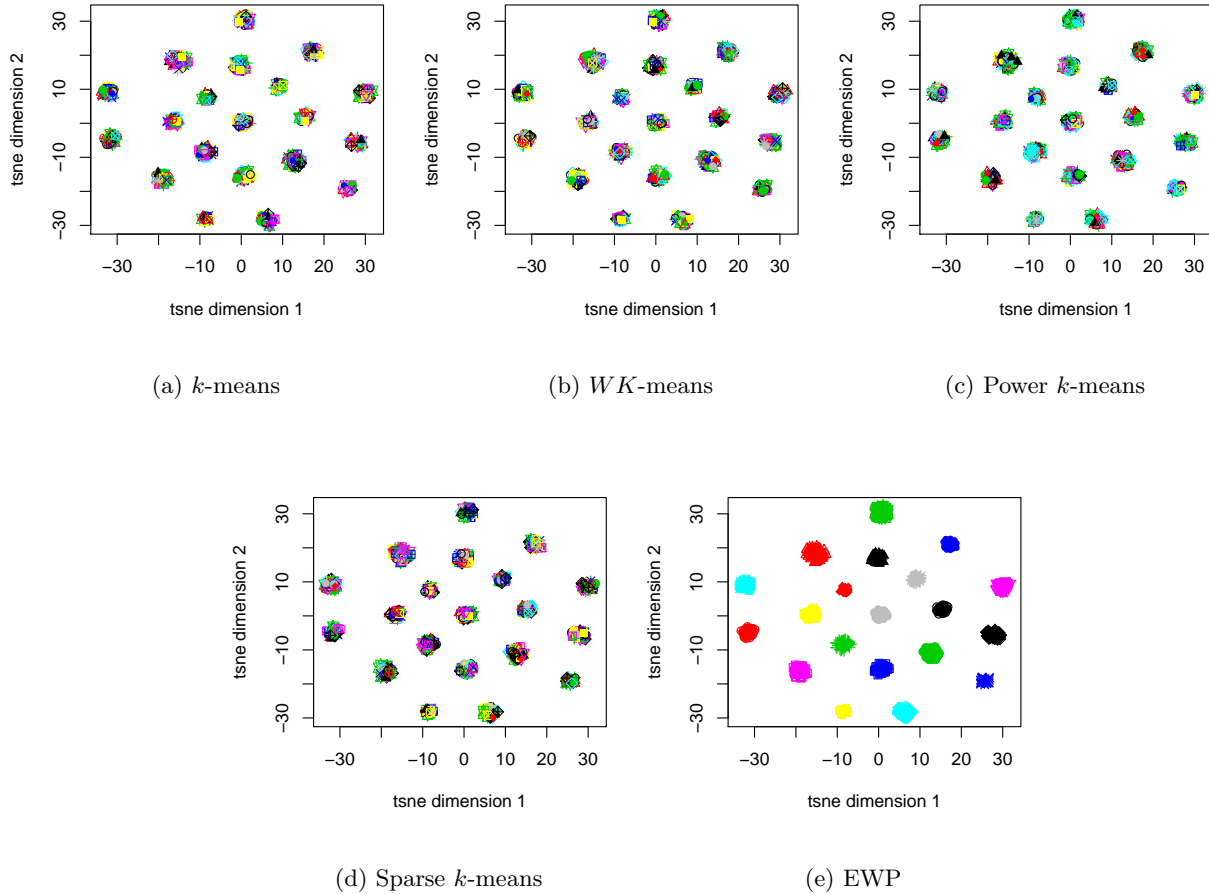 30
10
−10
−30
tsne dimension 2
−30 −10 0 10 20 30
tsne dimension 1
(a) k-means
30
10
−10
−30
tsne dimension 2
−30 −10 0 10 20 30
tsne dimension 1
(b) WK-means
30
10
−10
−30
tsne dimension 2
−30 −10 0 10 20 30
tsne dimension 1
(c) Power k-means
30
10
−10
−30
tsne dimension 2
−30 −10 0 10 20 30
tsne dimension 1
(d) Sparse k-means
30
10
−10
−30
tsne dimension 2
−30 −10 0 10 20 30
tsne dimension 1
(e) EWP